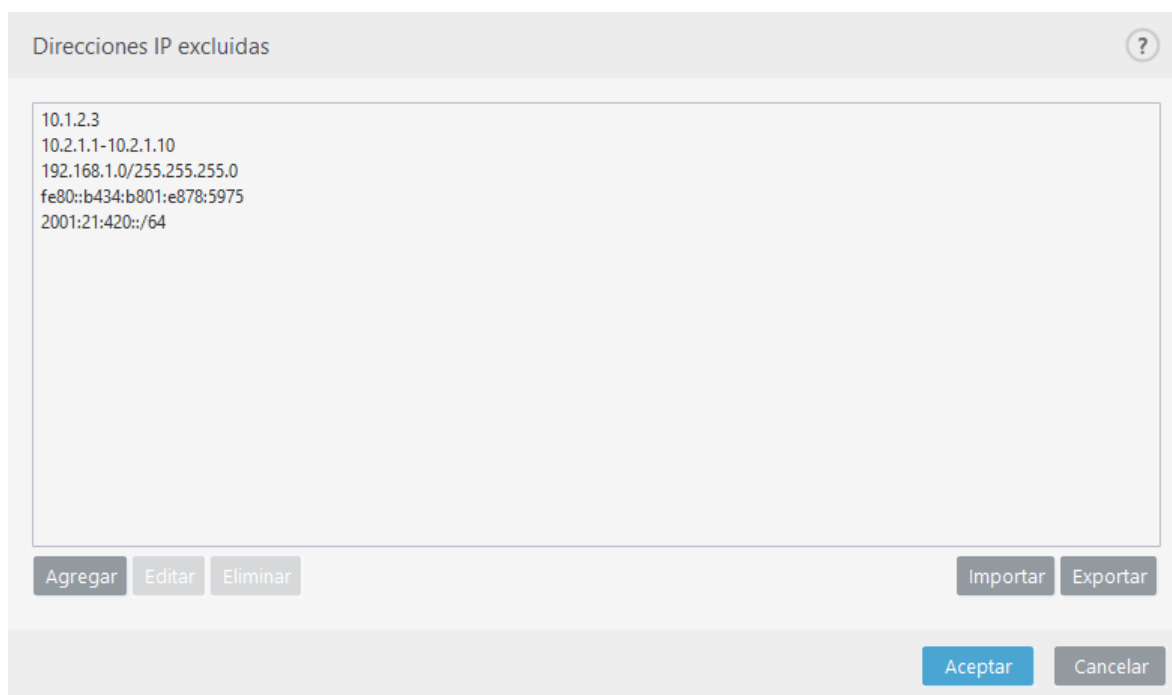 Direcciones IP excluidas
?
10.1.2.3
10.2.1.1-10.2.1.10
192.168.1.0/255.255.255.0
fe80::b434:b801:e878:5975
2001:21:420::/64
Agregar Editar Eliminar Importar Exportar
Aceptar Cancelar